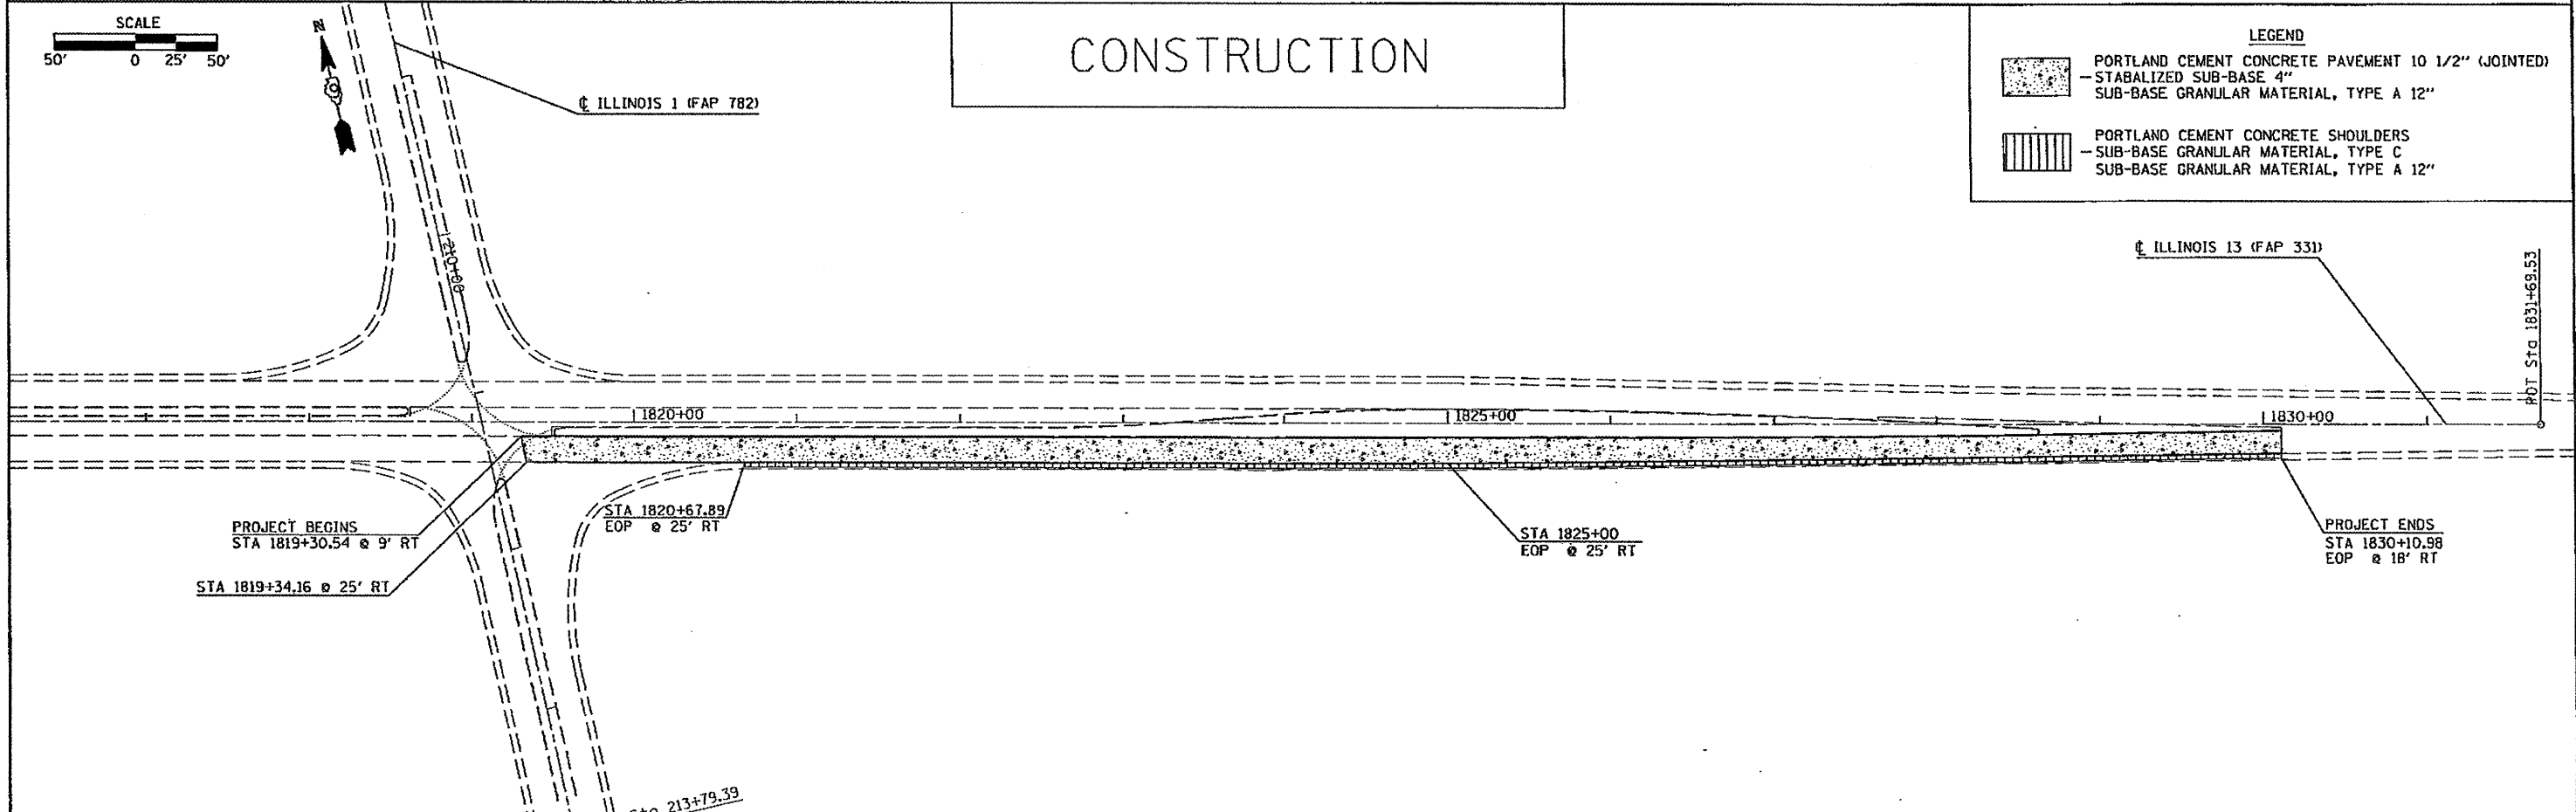 SCALE
50' 0 25' 50'
N
CONSTRUCTION
LEGEND
PORTLAND CEMENT CONCRETE PAVEMENT 10 1/2" (JOINTED)
STABALIZED SUB-BASE 4"
SUB-BASE GRANULAR MATERIAL, TYPE A 12"
PORTLAND CEMENT CONCRETE SHOULDERS
SUB-BASE GRANULAR MATERIAL, TYPE C
SUB-BASE GRANULAR MATERIAL, TYPE A 12"
℄ ILLINOIS 1 (FAP 782)
210+00
℄ ILLINOIS 13 (FAP 331)
POT Sta 1831+69.53
1820+00
1825+00
1830+00
PROJECT BEGINS
STA 1819+30.54 @ 9' RT
STA 1819+34.16 @ 25' RT
STA 1820+67.89
EOP @ 25' RT
STA 1825+00
EOP @ 25' RT
PROJECT ENDS
STA 1830+10.98
EOP @ 18' RT
213+79.39